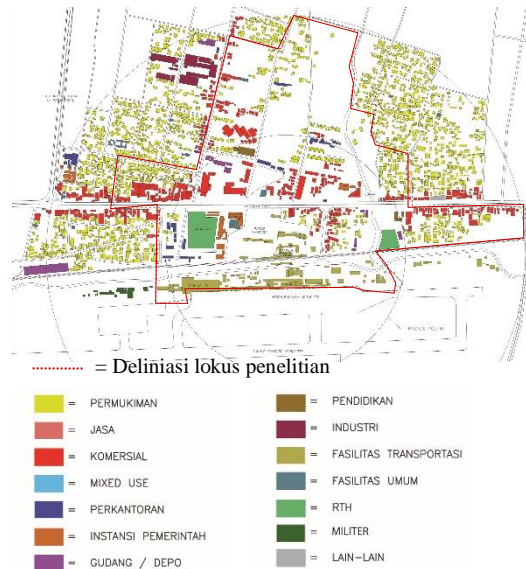 = Deliniasi lokus penelitian
= PERMUKIMAN
= JASA
= KOMERSIAL
= MIXED USE
= PERKANTORAN
= INSTANSI PEMERINTAH
= GUDANG / DEPO
= PENDIDIKAN
= INDUSTRI
= FASILITAS TRANSPORTASI
= FASILITAS UMUM
= RTH
= MILITER
= LAIN-LAIN